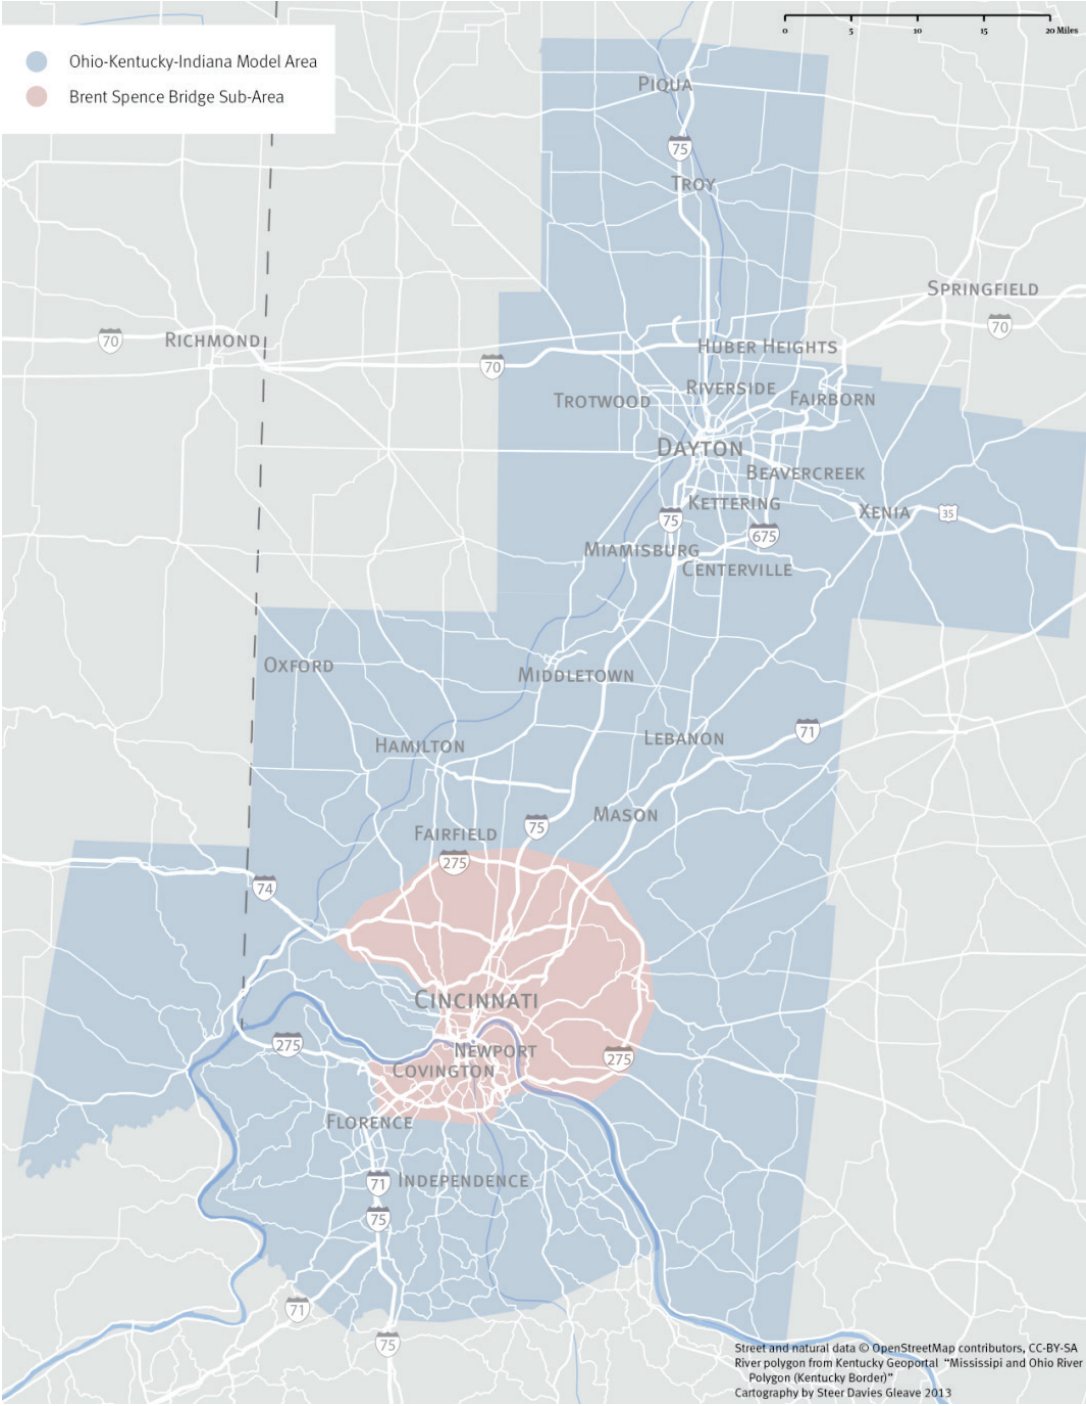 0 5 10 15 20 Miles
Ohio-Kentucky-Indiana Model Area
Brent Spence Bridge Sub-Area
PIQUA
75
TROY
SPRINGFIELD
70
RICHMOND
70
70
HUBER HEIGHTS
RIVERSIDE
TROTWOOD
FAIRBORN
DAYTON
BEAVERCREEK
KETTERING
XENIA
35
75
675
MIAMISBURG
CENTERVILLE
OXFORD
MIDDLETOWN
HAMILTON
LEBANON
71
MASON
75
FAIRFIELD
275
74
CINCINNATI
275
NEWPORT
275
COVINGTON
FLORENCE
71
INDEPENDENCE
75
71
75
Street and natural data © OpenStreetMap contributors, CC-BY-SA
River polygon from Kentucky Geoportal "Mississipi and Ohio River
Polygon (Kentucky Border)"
Cartography by Steer Davies Gleave 2013